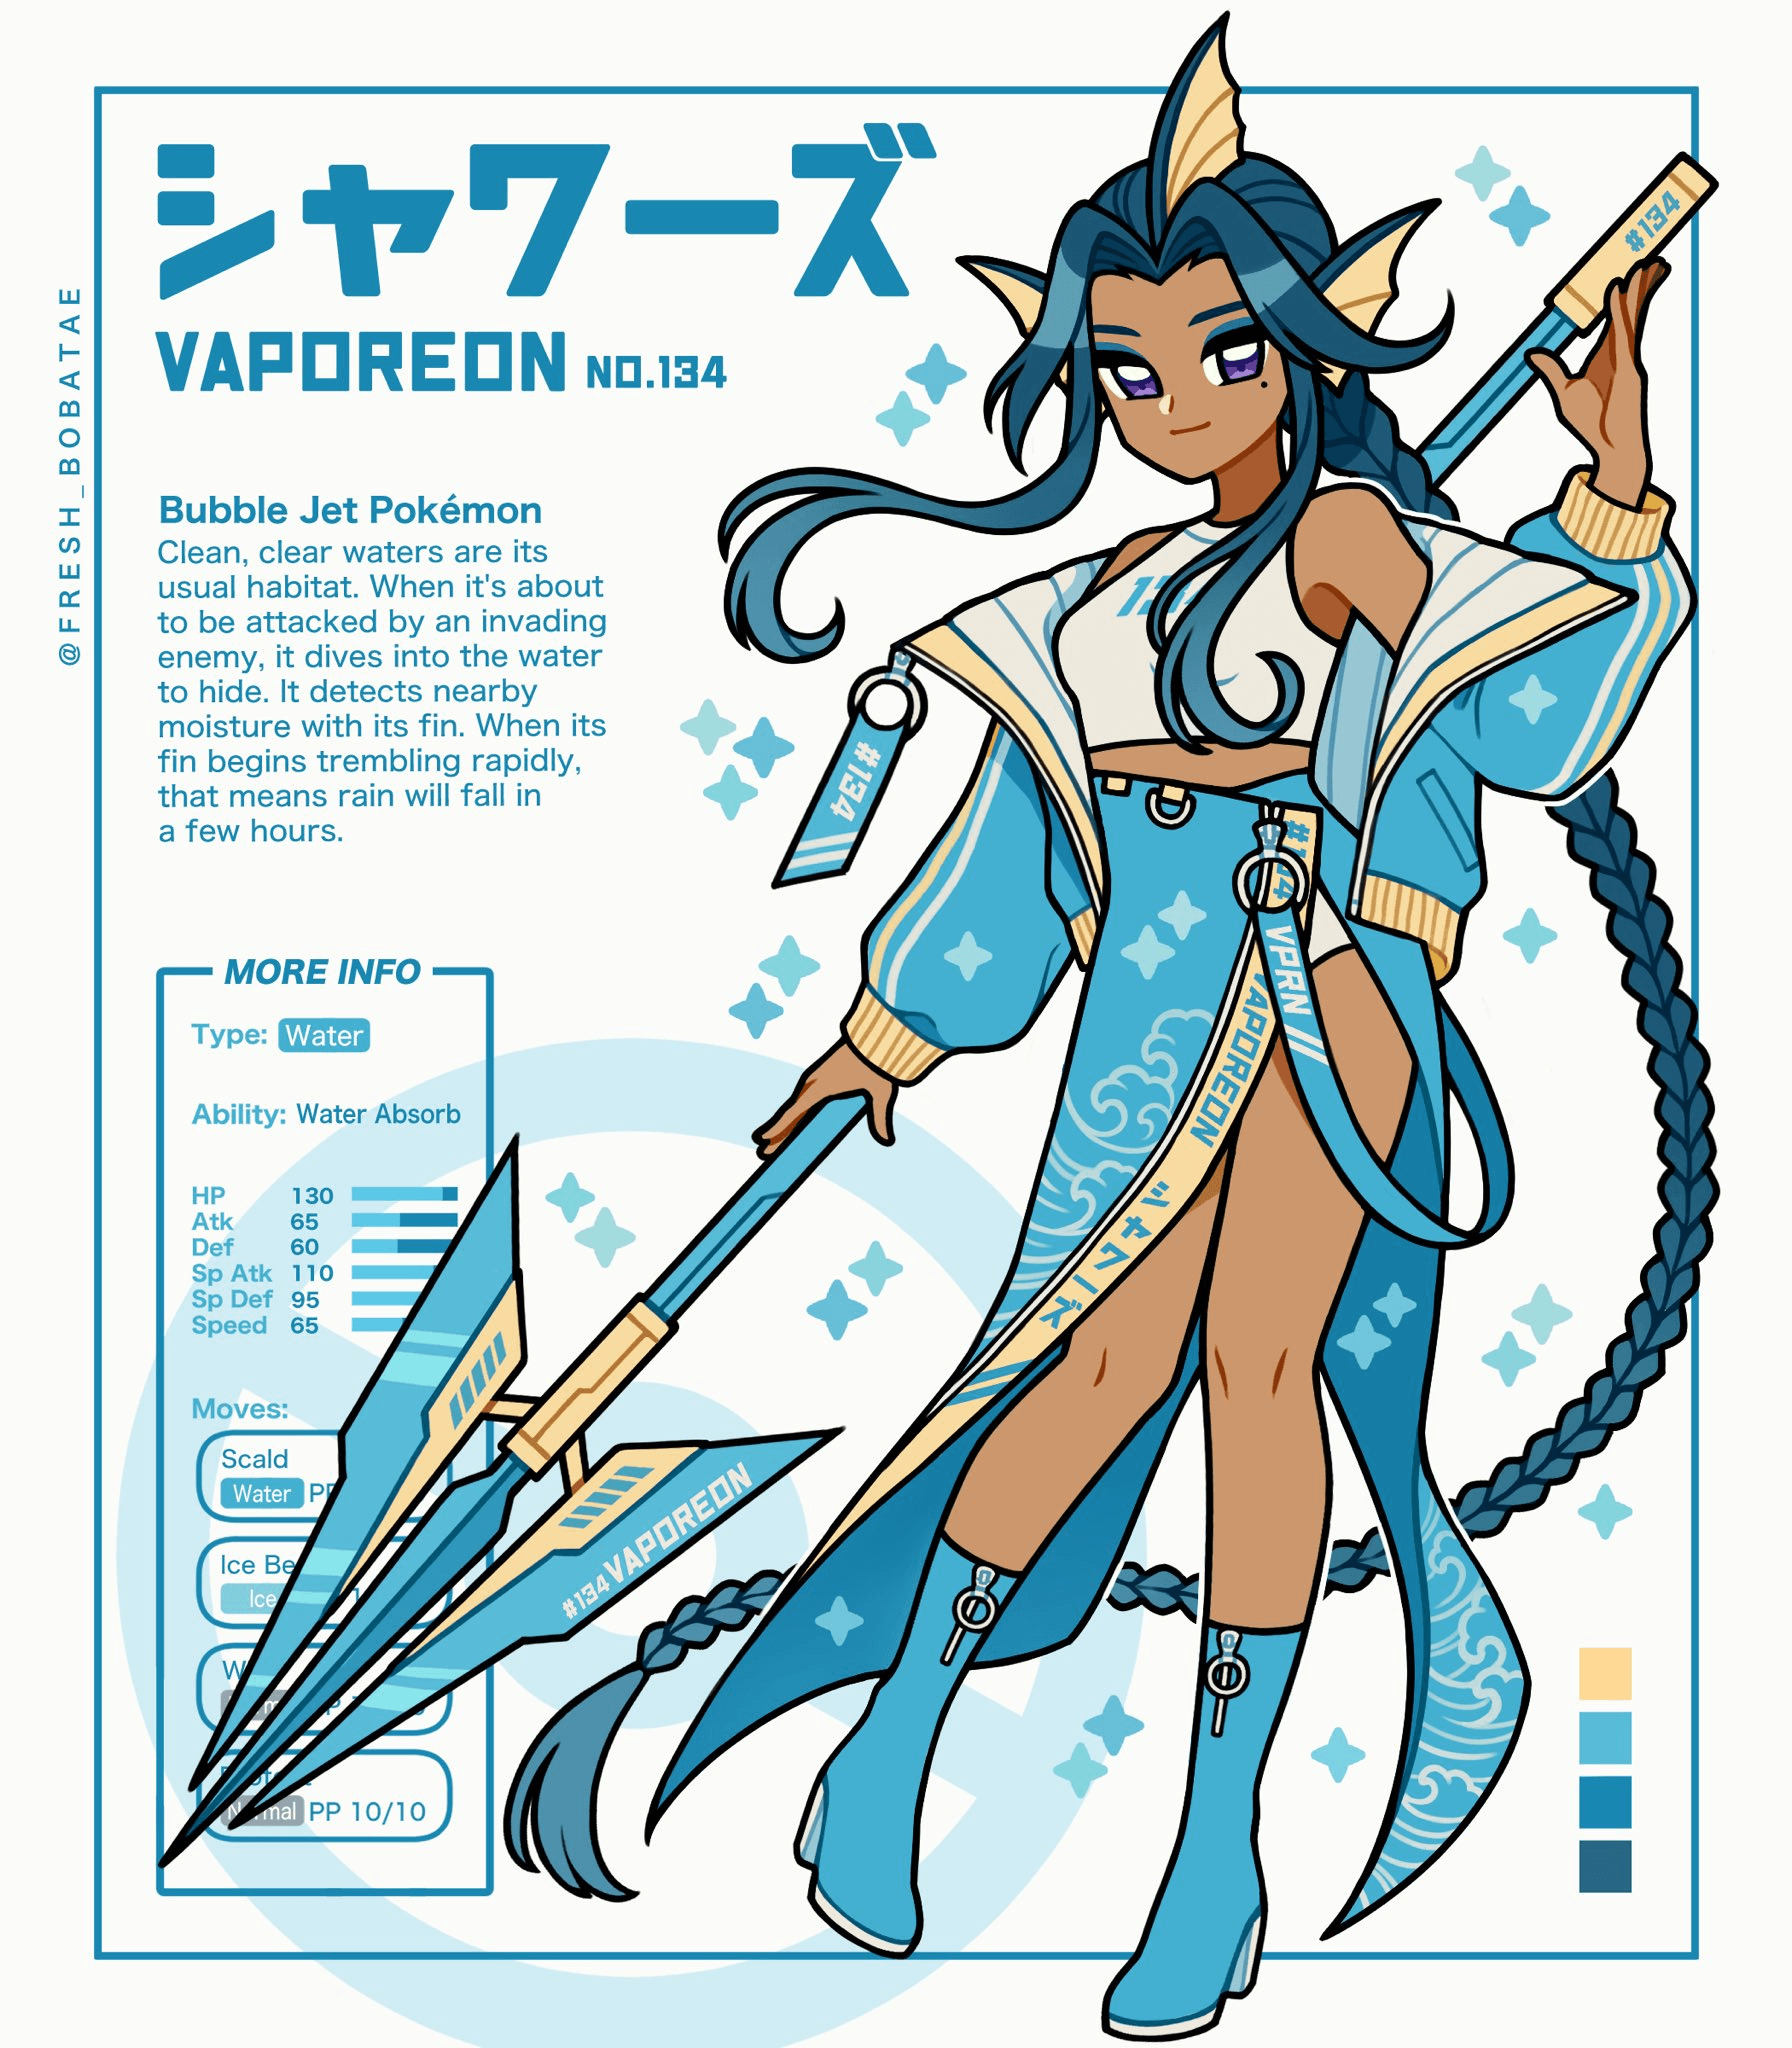 シャワーズ
VAPOREON NO.134
@FRESH_BOBATAE
Bubble Jet Pokémon
Clean, clear waters are its
usual habitat. When it's about
to be attacked by an invading
enemy, it dives into the water
to hide. It detects nearby
moisture with its fin. When its
fin begins trembling rapidly,
that means rain will fall in
a few hours.
MORE INFO
Type: Water
Ability: Water Absorb
HP 130
Atk 65
Def 60
Sp Atk 110
Sp Def 95
Speed 65
Moves:
Scald
Water
Ice
Ice
PP 10/10
#134
#134
#134
VPRN
VAPOREON
シャワーズ
#134VAPOREON